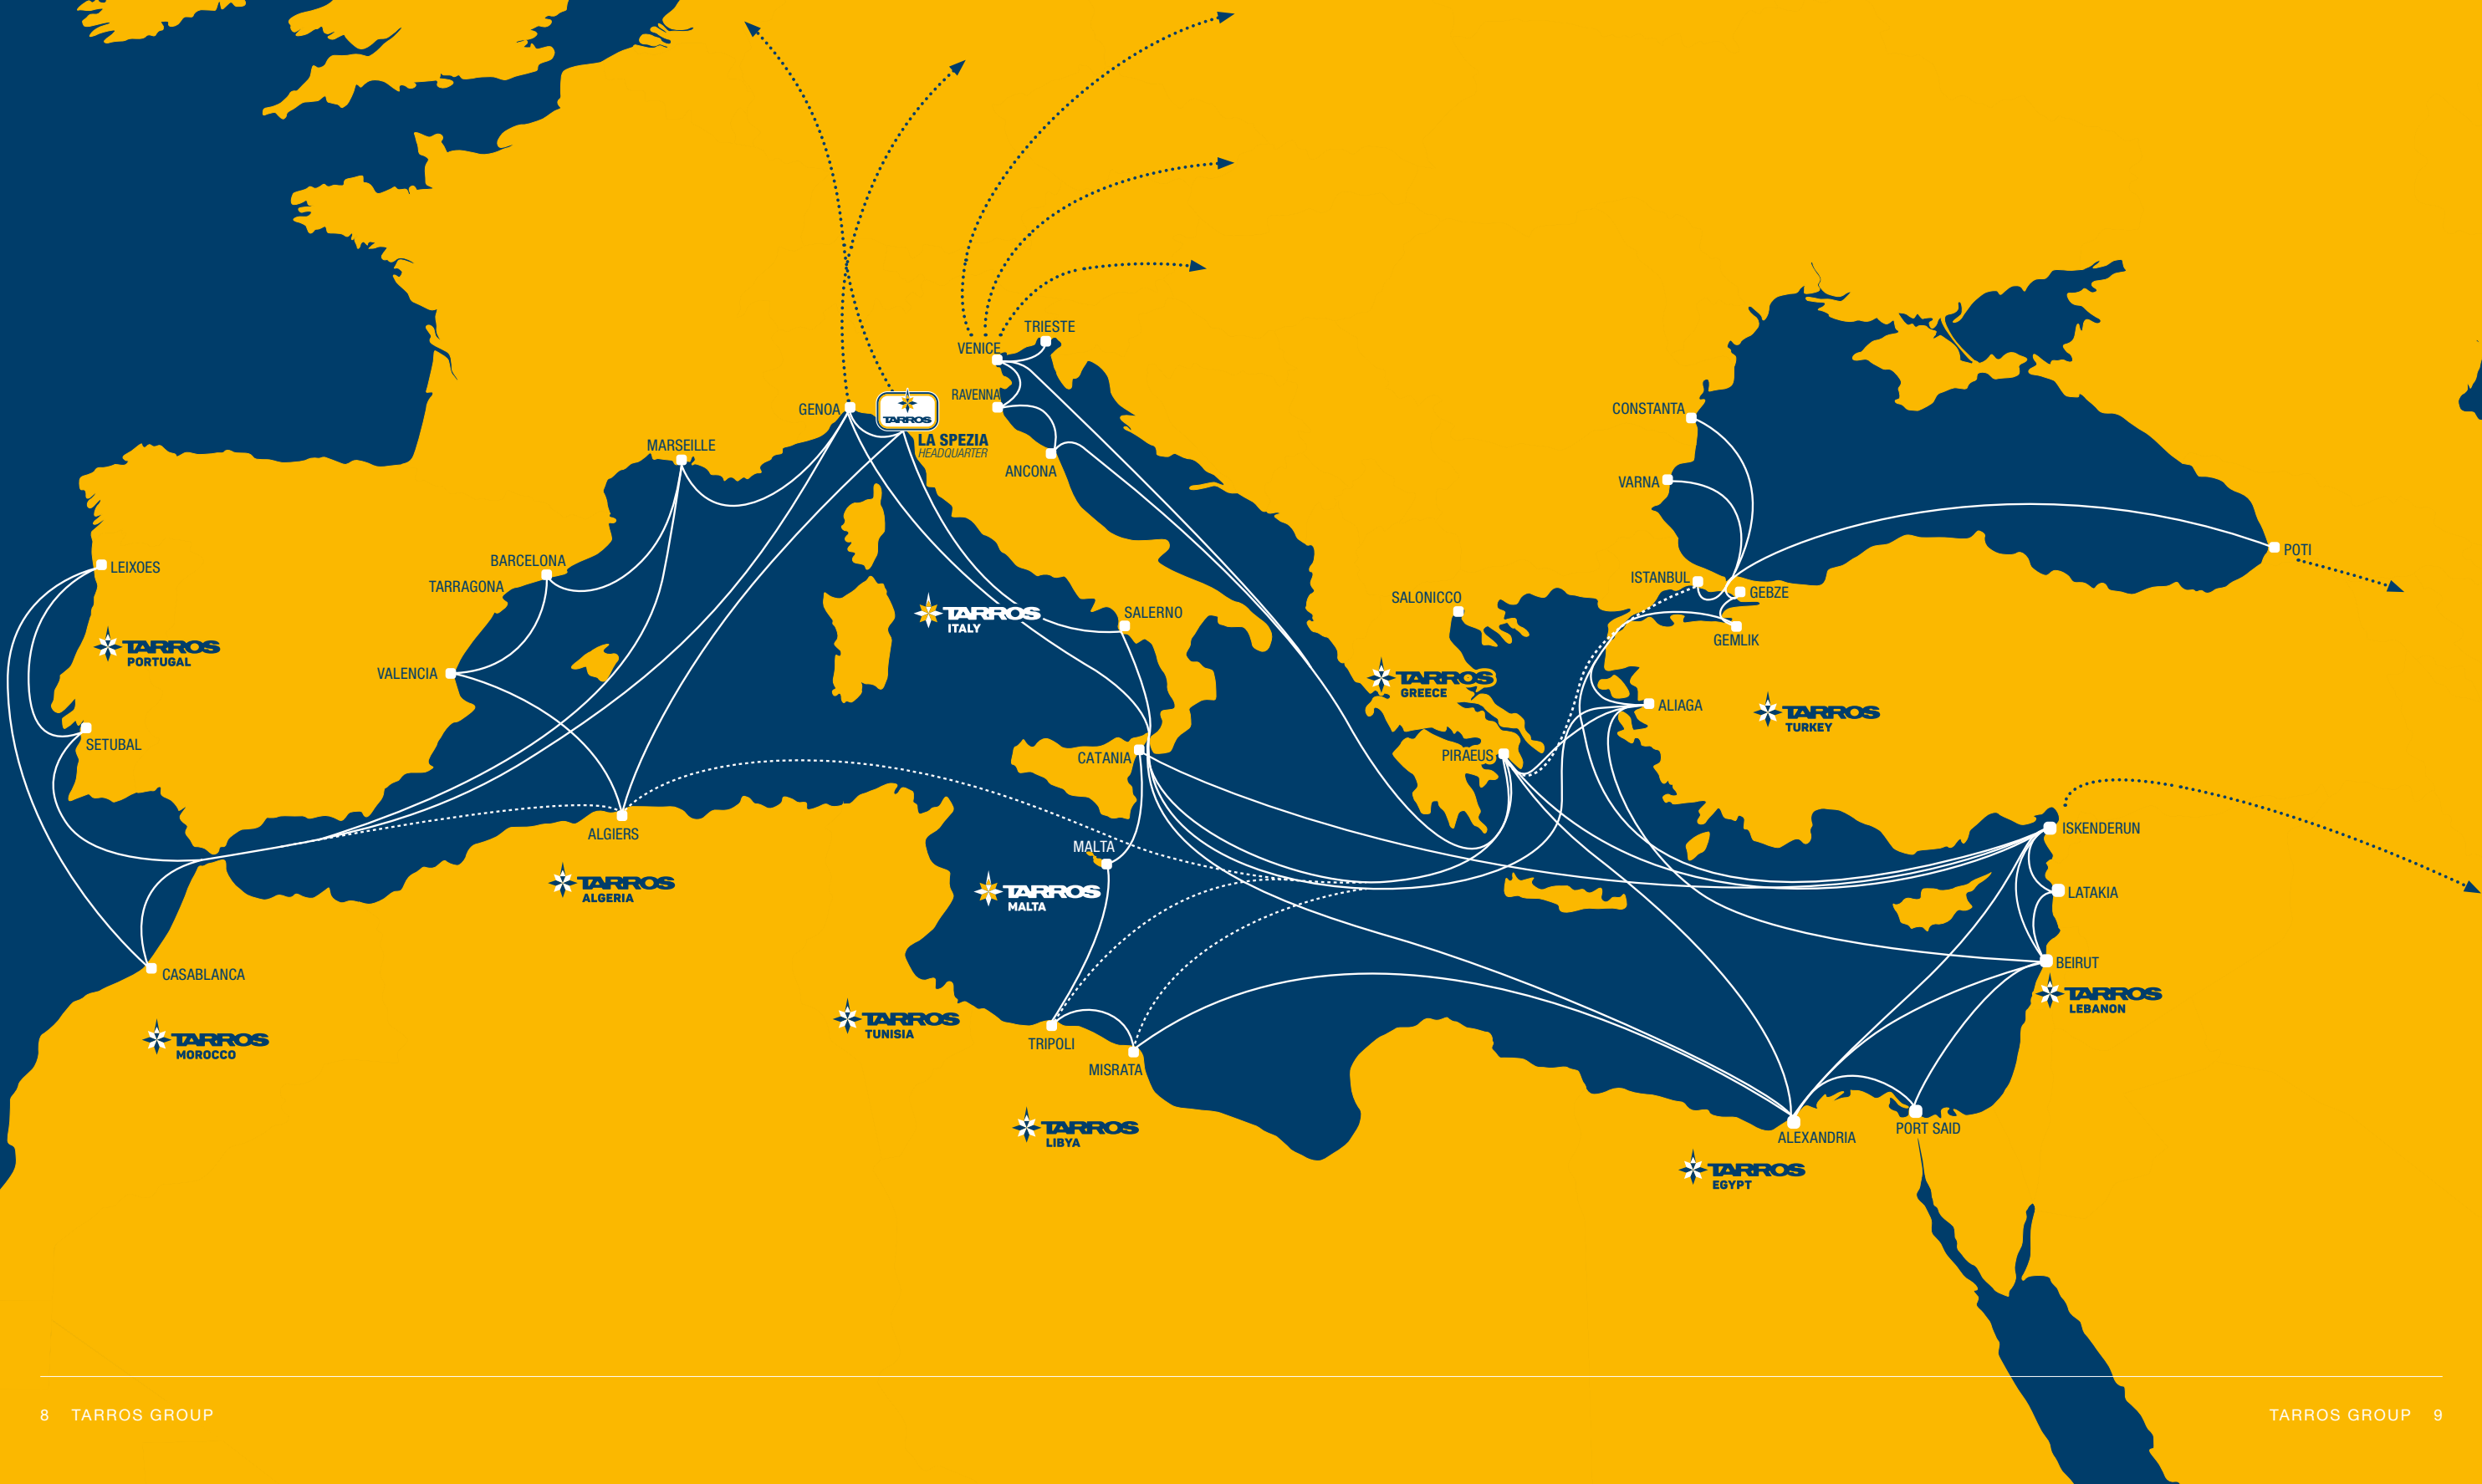 TRIESTE
VENICE
RAVENNA
GENOA
TARROS
LA SPEZIA
HEADQUARTER
MARSEILLE
ANCONA
CONSTANTA
VARNA
POTI
LEIXOES
BARCELONA
TARRAGONA
ISTANBUL
GEBZE
SALONICCO
TARROS
ITALY
SALERNO
GEMLIK
TARROS
PORTUGAL
VALENCIA
TARROS
GREECE
ALIAGA
TARROS
TURKEY
SETUBAL
CATANIA
PIRAEUS
ALGIERS
MALTA
ISKENDERUN
TARROS
ALGERIA
TARROS
MALTA
LATAKIA
CASABLANCA
BEIRUT
TARROS
LEBANON
TARROS
MOROCCO
TARROS
TUNISIA
TRIPOLI
MISRATA
TARROS
LIBYA
ALEXANDRIA
PORT SAID
TARROS
EGYPT
8 TARROS GROUP
TARROS GROUP 9